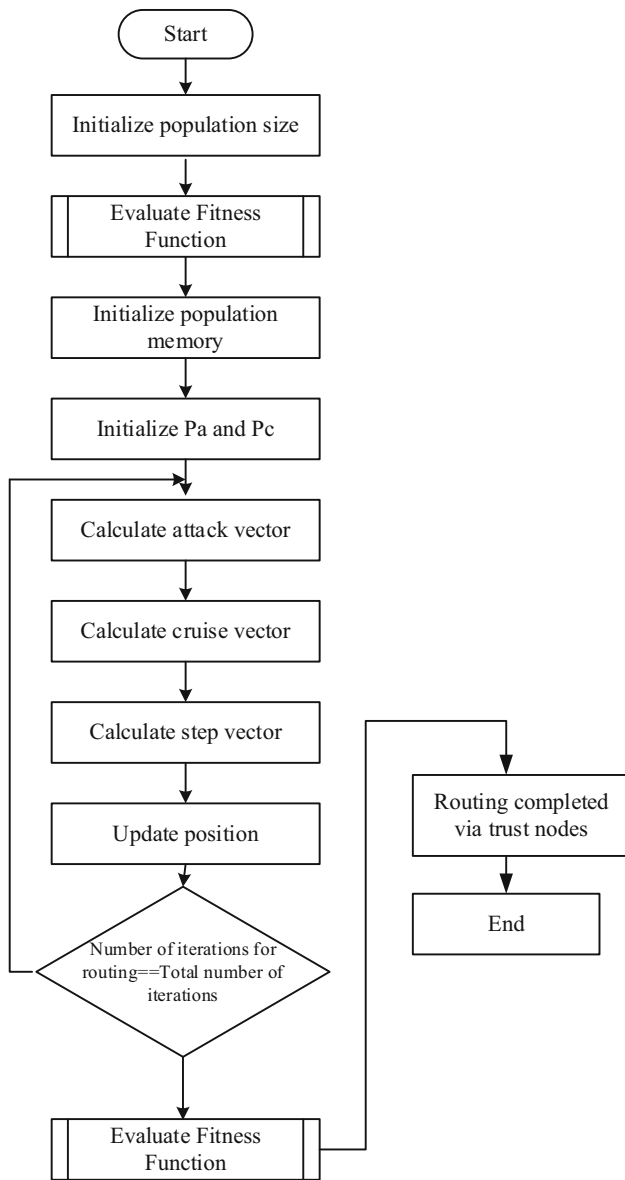 Start
Initialize population size
Evaluate Fitness
Function
Initialize population
memory
Initialize Pa and Pc
Calculate attack vector
Calculate cruise vector
Calculate step vector
Update position
Number of iterations for
routing==Total number of
iterations
Evaluate Fitness
Function
Routing completed
via trust nodes
End